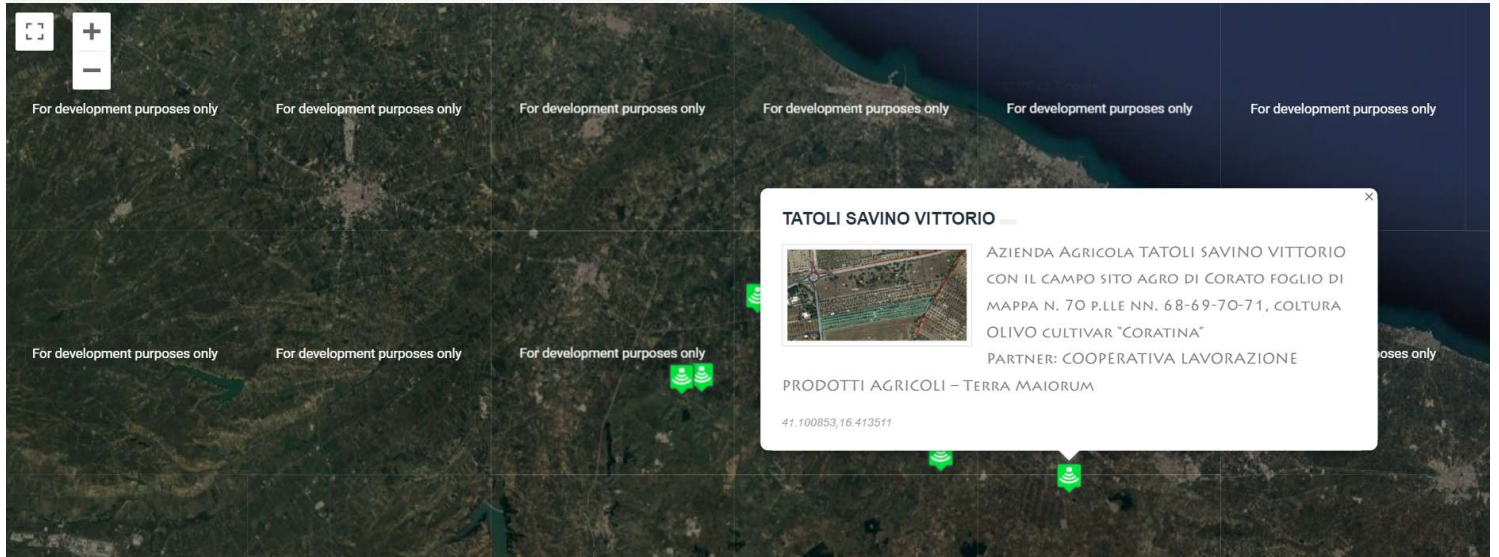 +
−
For development purposes only For development purposes only For development purposes only For development purposes only For development purposes only For development purposes only
×
TATOLI SAVINO VITTORIO
Azienda Agricola TATOLI SAVINO VITTORIO
con il campo sito agro di Corato foglio di
mappa n. 70 p.lle nn. 68-69-70-71, coltura
OLIVO cultivar "Coratina"
Partner: COOPERATIVA LAVORAZIONE
PRODOTTI AGRICOLI – Terra Maiorum
41.100853,16.413511
For development purposes only For development purposes only For development purposes only oses only